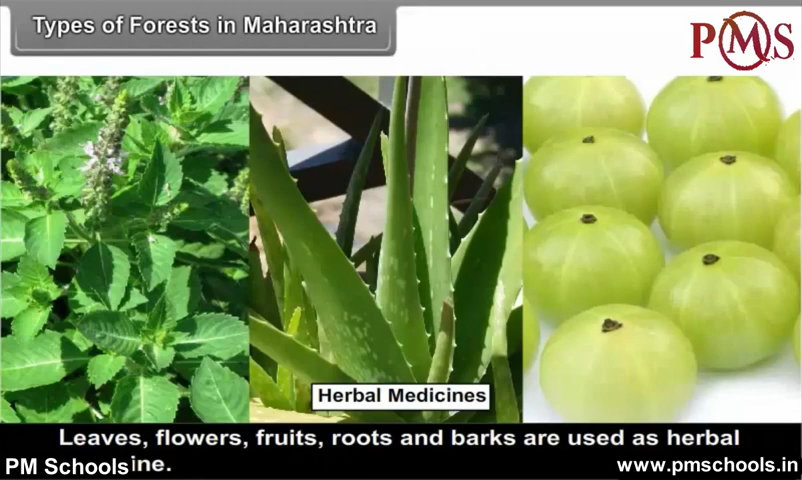 Types of Forests in Maharashtra
PMS
Herbal Medicines
Leaves, flowers, fruits, roots and barks are used as herbal
PM Schools ine.
www.pmschools.in